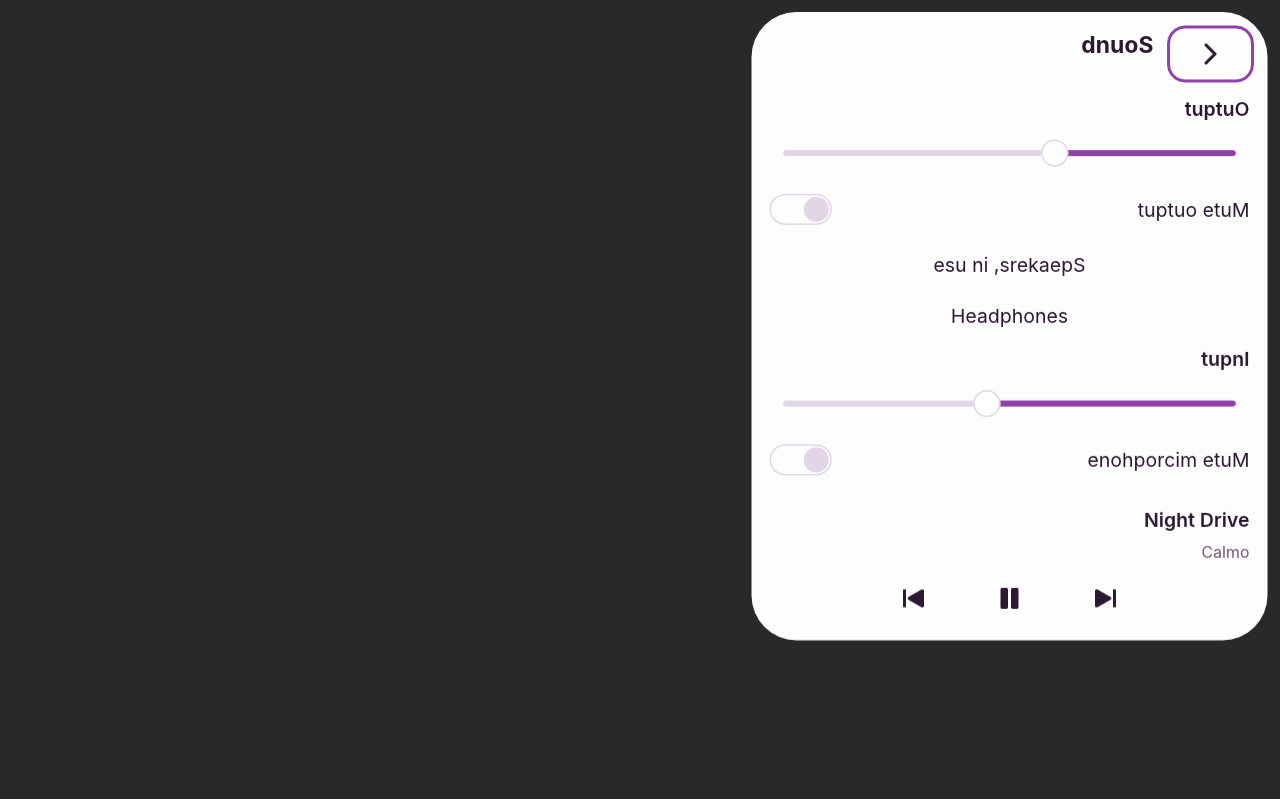 dnuoS
tuptuO
tuptuo etuM
esu ni ,srekaepS
Headphones
tupnI
enohporcim etuM
Night Drive
Calmo